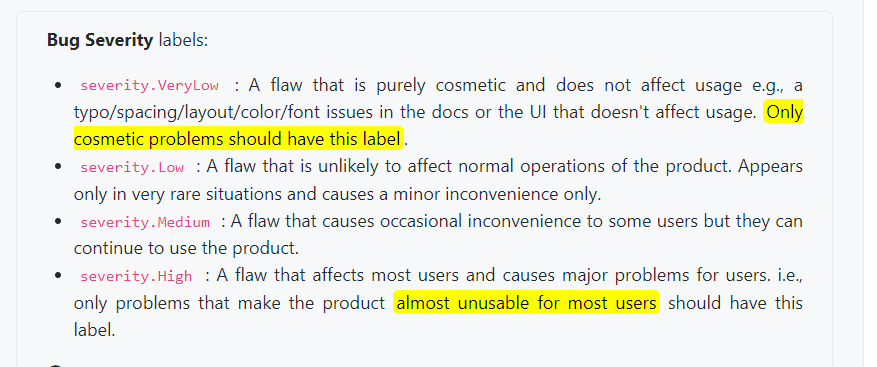 Bug Severity labels:
• severity.VeryLow : A flaw that is purely cosmetic and does not affect usage e.g., a
typo/spacing/layout/color/font issues in the docs or the UI that doesn't affect usage. Only
cosmetic problems should have this label.
• severity.Low : A flaw that is unlikely to affect normal operations of the product. Appears
only in very rare situations and causes a minor inconvenience only.
• severity.Medium : A flaw that causes occasional inconvenience to some users but they can
continue to use the product.
• severity.High : A flaw that affects most users and causes major problems for users. i.e.,
only problems that make the product almost unusable for most users should have this
label.